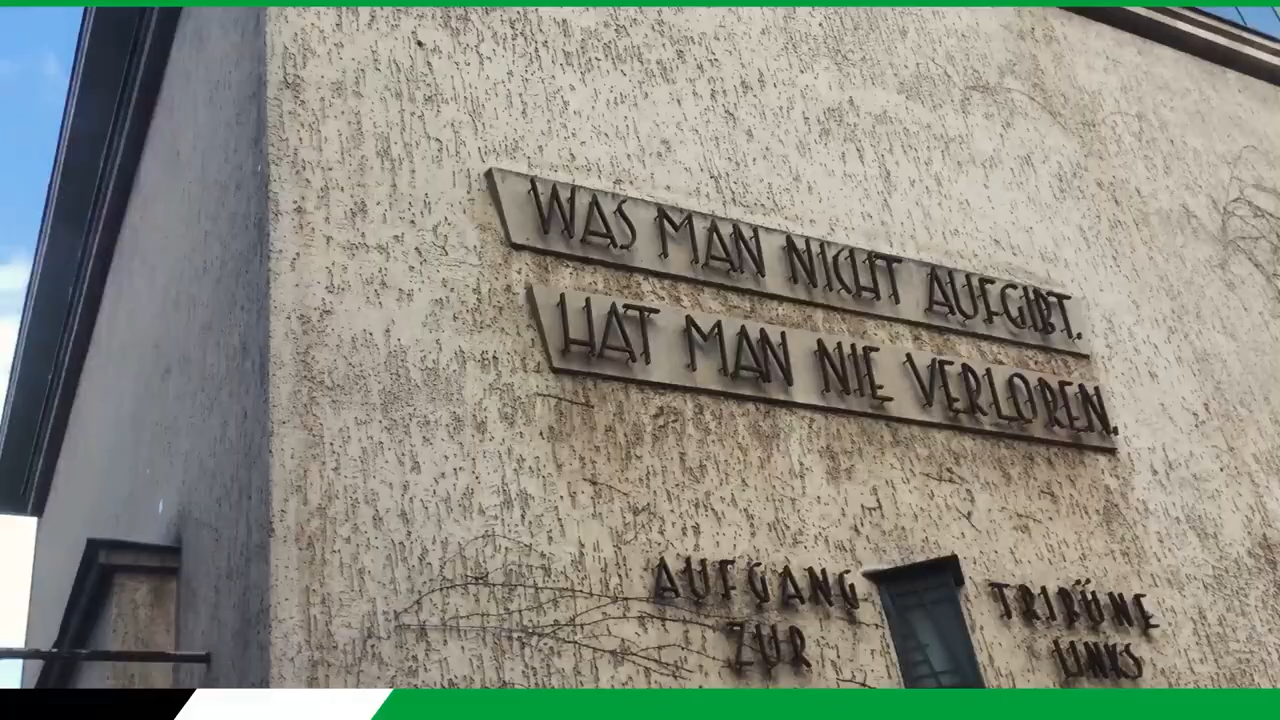 WAS MAN NICHT AUFGIBT,
HAT MAN NIE VERLOREN.
AUFGANG
ZUR
TRIBÜNE
LINKS